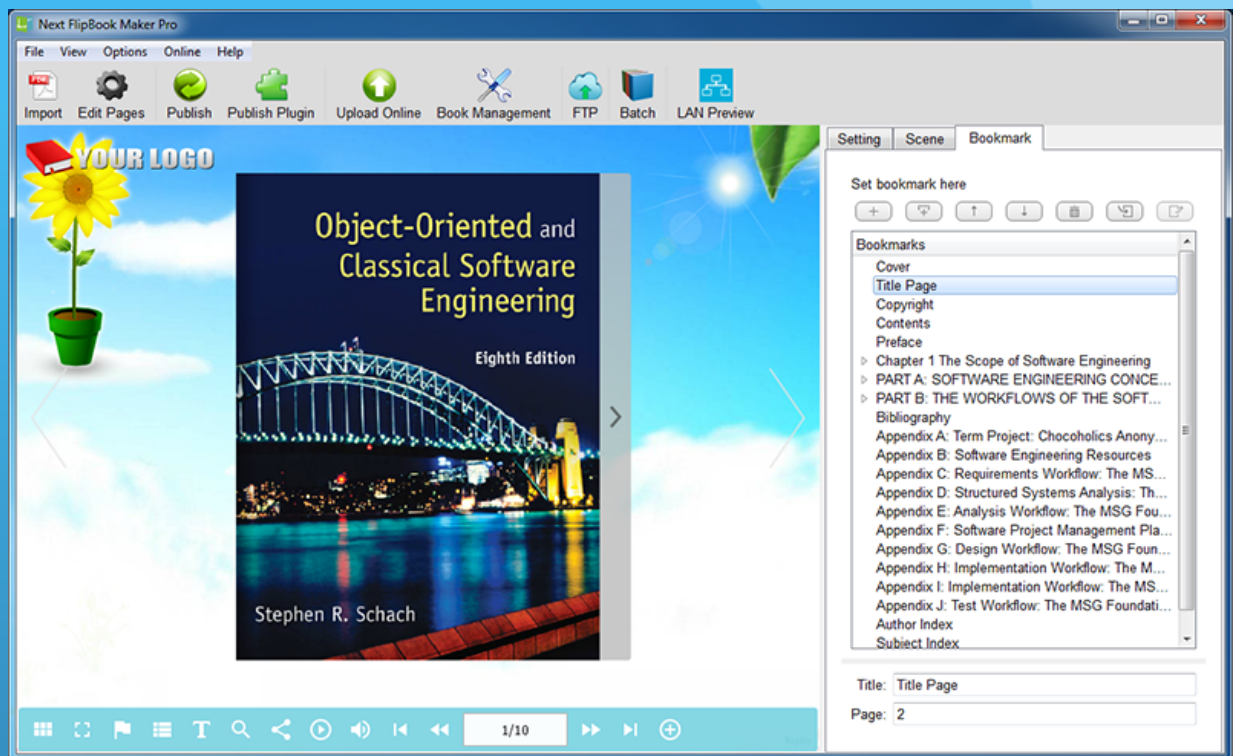 Next FlipBook Maker Pro
File View Options Online Help
Import Edit Pages Publish Publish Plugin Upload Online Book Management FTP Batch LAN Preview
YOUR LOGO
Object-Oriented and
Classical Software
Engineering
Eighth Edition
Stephen R. Schach
1/10
Setting Scene Bookmark
Set bookmark here
Bookmarks
Cover
Title Page
Copyright
Contents
Preface
Chapter 1 The Scope of Software Engineering
PART A: SOFTWARE ENGINEERING CONCE...
PART B: THE WORKFLOWS OF THE SOFT...
Bibliography
Appendix A: Term Project: Chocoholics Anony...
Appendix B: Software Engineering Resources
Appendix C: Requirements Workflow: The MS...
Appendix D: Structured Systems Analysis: Th...
Appendix E: Analysis Workflow: The MSG Fou...
Appendix F: Software Project Management Pla...
Appendix G: Design Workflow: The MSG Foun...
Appendix H: Implementation Workflow: The M...
Appendix I: Implementation Workflow: The MS...
Appendix J: Test Workflow: The MSG Foundati...
Author Index
Subject Index
Title: Title Page
Page: 2